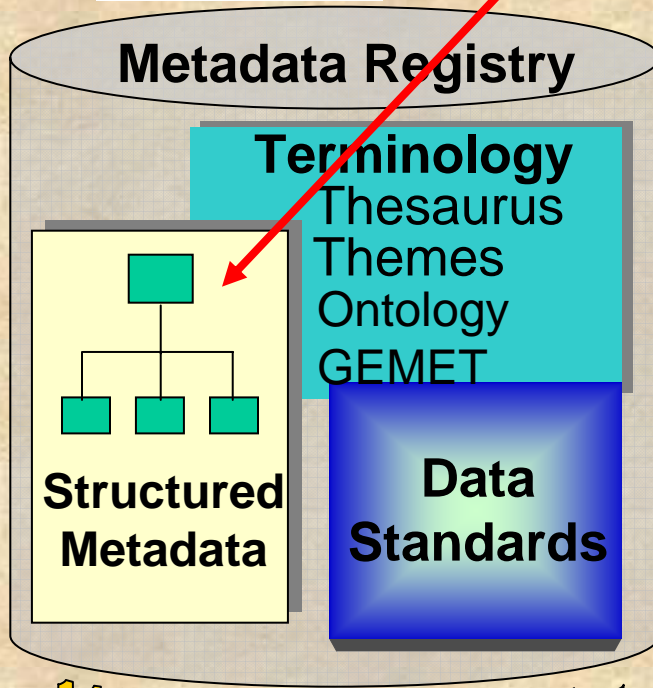 Metadata Registry
Terminology
Thesaurus
Themes
Ontology
GEMET
Structured
Metadata
Data
Standards